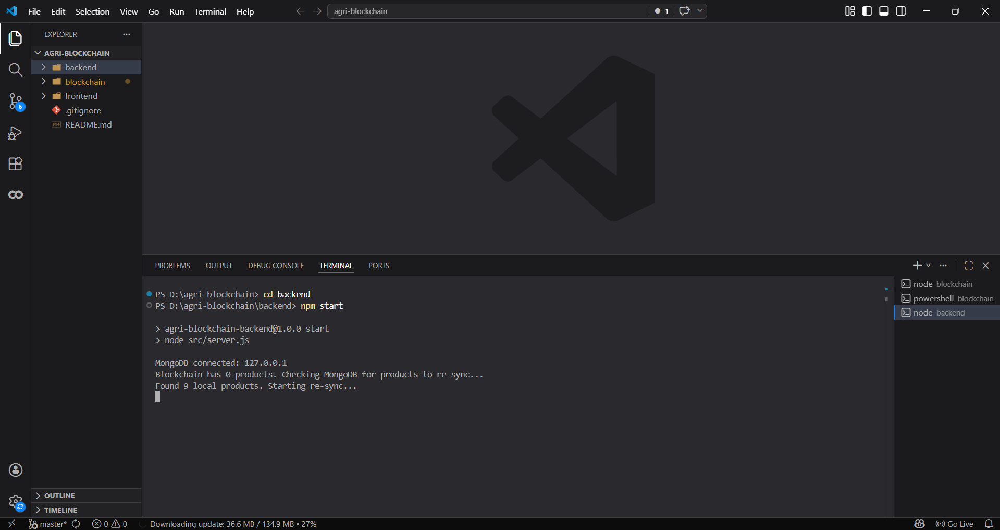 File Edit Selection View Go Run Terminal Help
agri-blockchain
1
EXPLORER
AGRI-BLOCKCHAIN
backend
blockchain
frontend
.gitignore
README.md
6
PROBLEMS OUTPUT DEBUG CONSOLE TERMINAL PORTS
PS D:\agri-blockchain> cd backend
PS D:\agri-blockchain\backend> npm start
> agri-blockchain-backend@1.0.0 start
> node src/server.js
MongoDB connected: 127.0.0.1
Blockchain has 0 products. Checking MongoDB for products to re-sync...
Found 9 local products. Starting re-sync...
node blockchain
powershell blockchain
node backend
OUTLINE
TIMELINE
master* 0 0 Downloading update: 36.6 MB / 134.9 MB • 27% Go Live